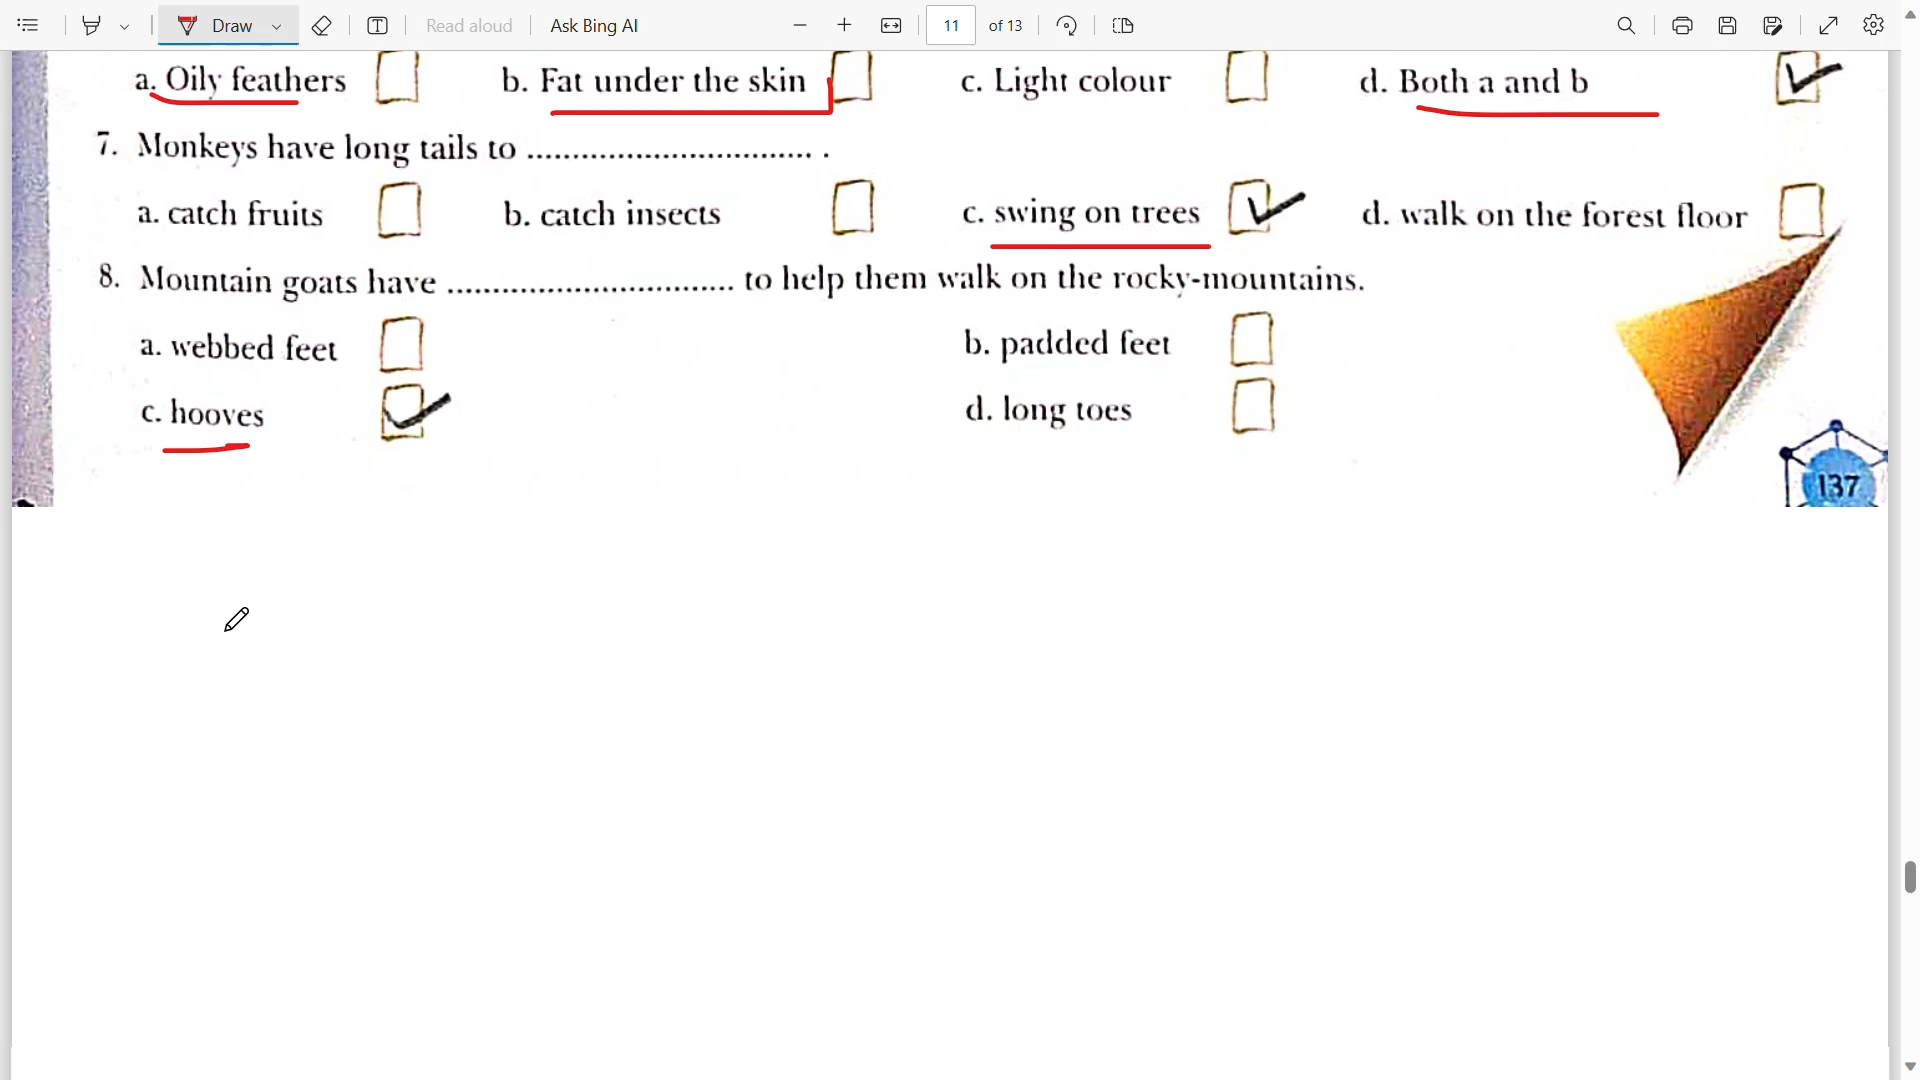 Draw Read aloud Ask Bing AI 11 of 13
a. Oily feathers b. Fat under the skin c. Light colour d. Both a and b
7. Monkeys have long tails to ............................... .
a. catch fruits b. catch insects c. swing on trees d. walk on the forest floor
8. Mountain goats have ............................... to help them walk on the rocky-mountains.
a. webbed feet b. padded feet
c. hooves d. long toes
137